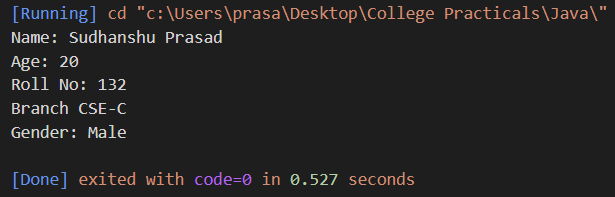 [Running] cd "c:\Users\prasa\Desktop\College Practicals\Java\"
Name: Sudhanshu Prasad
Age: 20
Roll No: 132
Branch CSE-C
Gender: Male
[Done] exited with code=0 in 0.527 seconds